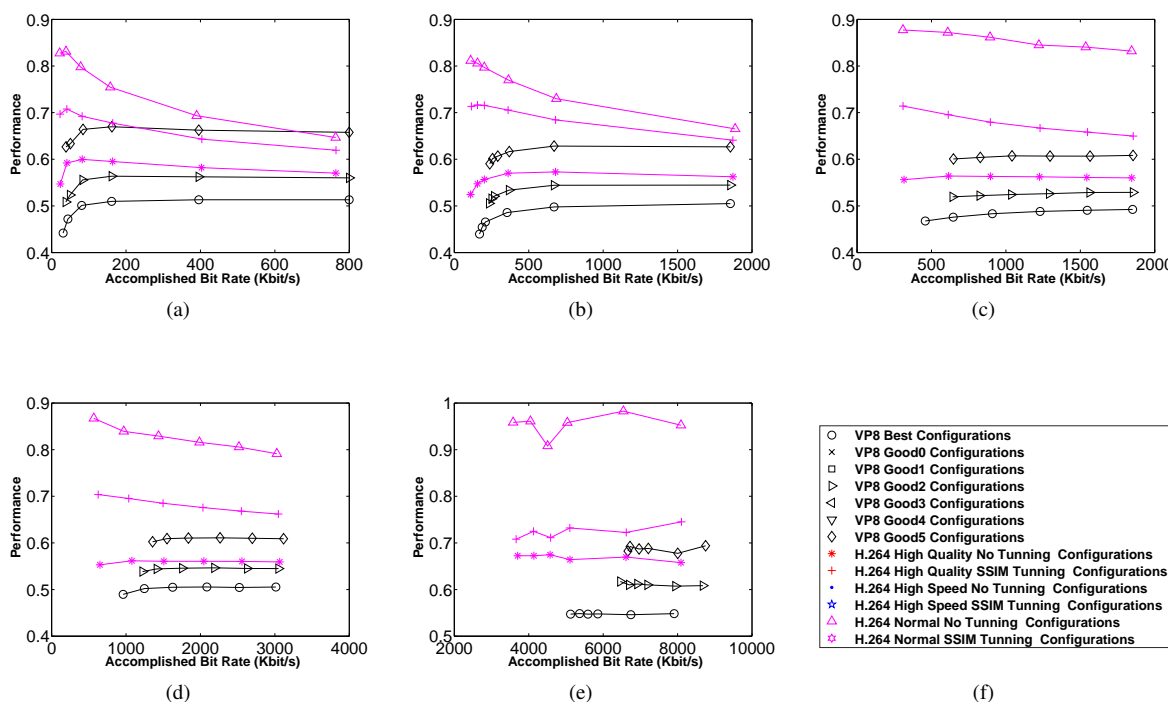 0.9
0.8
0.7
0.6
0.5
0.4
Performance
0 200 400 600 800
Accomplished Bit Rate (Kbit/s)
(a)
0.9
0.8
0.7
0.6
0.5
0.4
Performance
0 500 1000 1500 2000
Accomplished Bit Rate (Kbit/s)
(b)
0.9
0.8
0.7
0.6
0.5
0.4
Performance
0 500 1000 1500 2000
Accomplished Bit Rate (Kbit/s)
(c)
0.9
0.8
0.7
0.6
0.5
0.4
Performance
0 1000 2000 3000 4000
Accomplished Bit Rate (Kbit/s)
(d)
1
0.9
0.8
0.7
0.6
0.5
Performance
2000 4000 6000 8000 10000
Accomplished Bit Rate (Kbit/s)
(e)
VP8 Best Configurations
VP8 Good0 Configurations
VP8 Good1 Configurations
VP8 Good2 Configurations
VP8 Good3 Configurations
VP8 Good4 Configurations
VP8 Good5 Configurations
H.264 High Quality No Tunning Configurations
H.264 High Quality SSIM Tunning Configurations
H.264 High Speed No Tunning Configurations
H.264 High Speed SSIM Tunning Configurations
H.264 Normal No Tunning Configurations
H.264 Normal SSIM Tunning Configurations
(f)